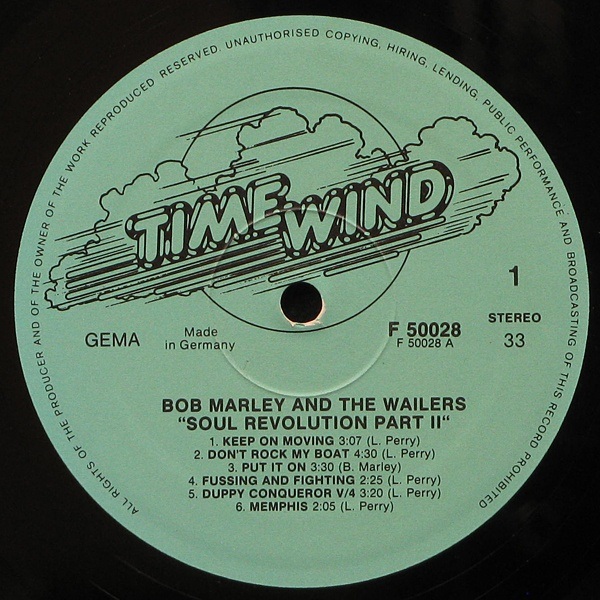 ALL RIGHTS OF THE PRODUCER AND OF THE OWNER OF THE WORK REPRODUCED RESERVED. UNAUTHORISED COPYING, HIRING, LENDING, PUBLIC PERFORMANCE AND BROADCASTING OF THIS RECORD PROHIBITED
TIME WIND
1
STEREO
33
GEMA
Made
in Germany
F 50028
F 50028 A
BOB MARLEY AND THE WAILERS
“SOUL REVOLUTION PART II“
1. KEEP ON MOVING 3:07 (L. Perry)
2. DON'T ROCK MY BOAT 4:30 (L. Perry)
3. PUT IT ON 3:30 (B. Marley)
4. FUSSING AND FIGHTING 2:25 (L. Perry)
5. DUPPY CONQUEROR V/4 3:20 (L. Perry)
6. MEMPHIS 2:05 (L. Perry)